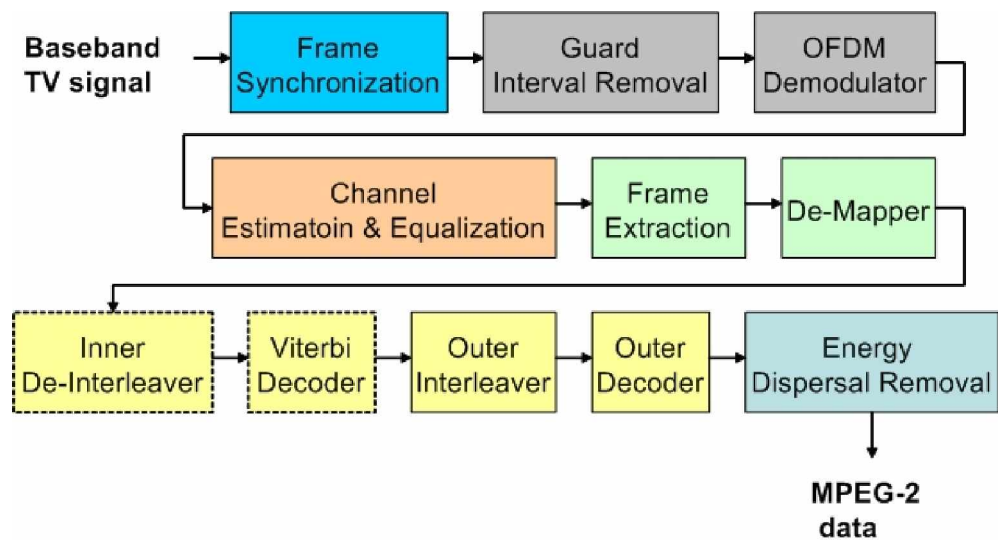 Baseband
TV signal
Frame
Synchronization
Guard
Interval Removal
OFDM
Demodulator
Channel
Estimatoin & Equalization
Frame
Extraction
De-Mapper
Inner
De-Interleaver
Viterbi
Decoder
Outer
Interleaver
Outer
Decoder
Energy
Dispersal Removal
MPEG-2
data